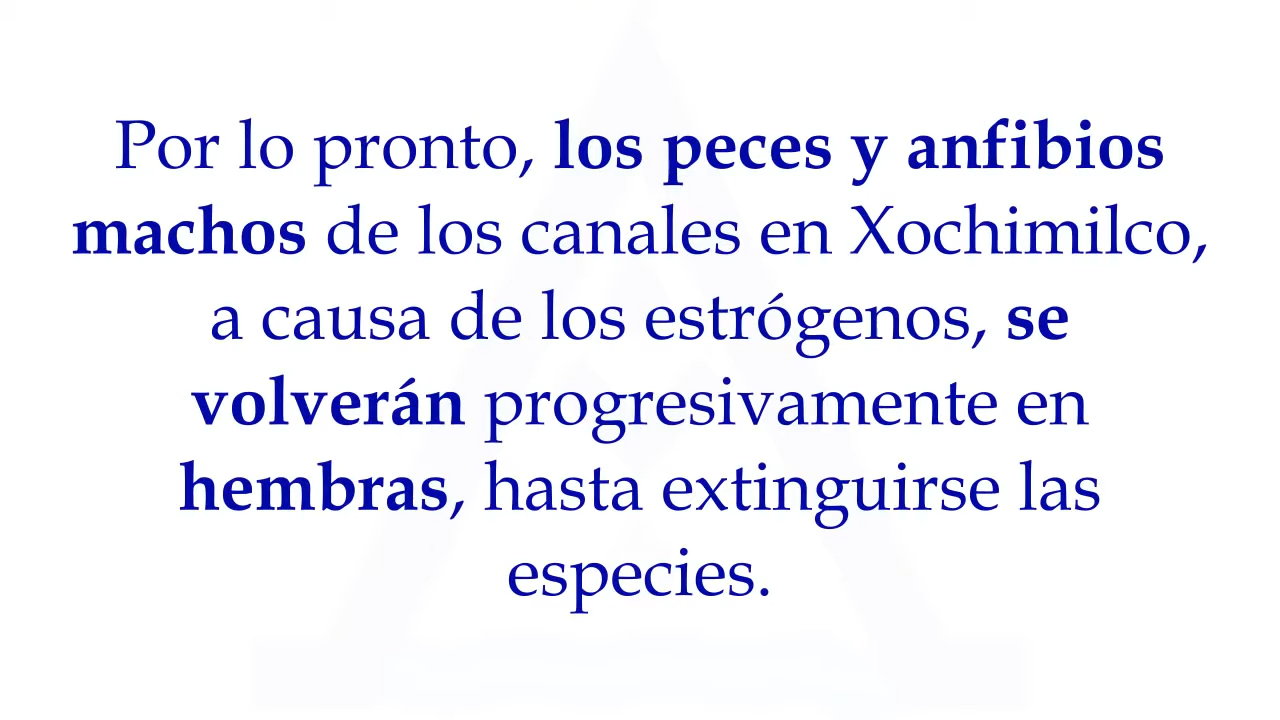 Por lo pronto, los peces y anfibios
machos de los canales en Xochimilco,
a causa de los estrógenos, se
volverán progresivamente en
hembras, hasta extinguirse las
especies.